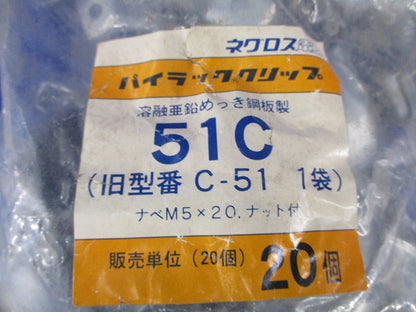 ネグロス
パイラッククリップ
溶融亜鉛めっき鋼板製
51C
(旧型番 C-51 1袋)
ナベM5×20.ナット付
販売単位 (20個) 20個